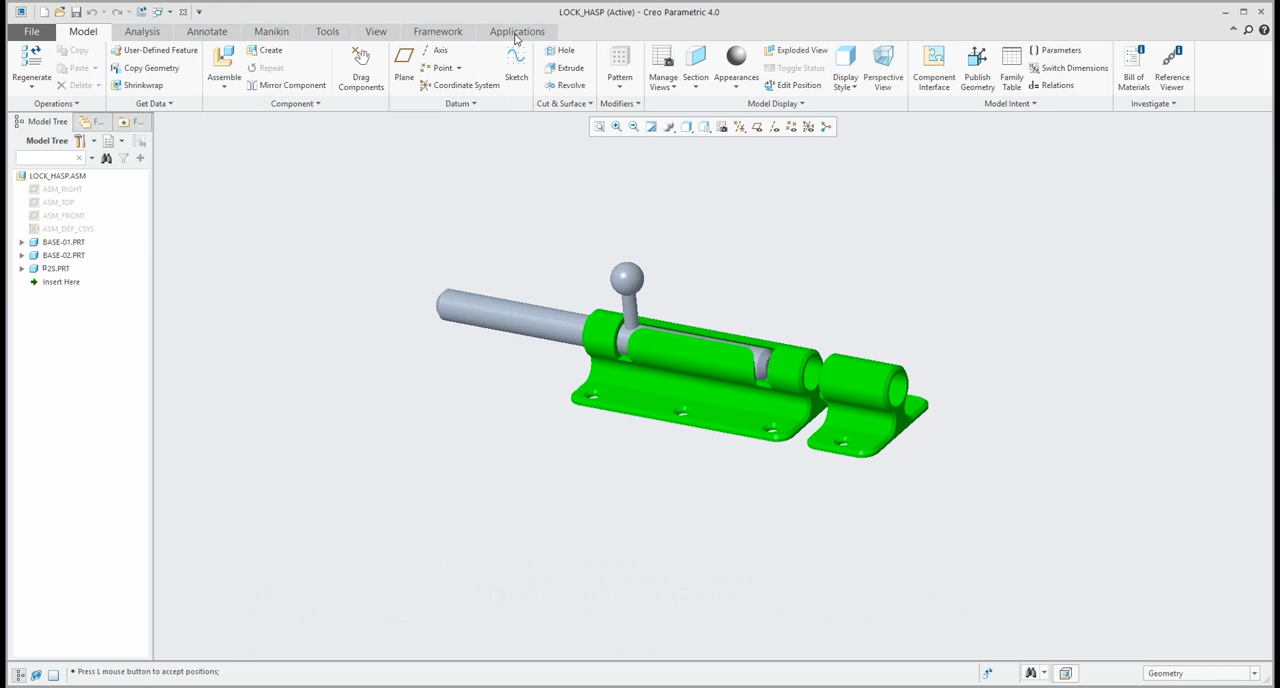 LOCK_HASP (Active) - Creo Parametric 4.0
File Model Analysis Annotate Manikin Tools View Framework Applications
Regenerate
Copy
Paste
Delete
Operations
User-Defined Feature
Copy Geometry
Shrinkwrap
Get Data
Assemble
Create
Repeat
Mirror Component
Drag
Components
Component
Plane
Axis
Point
Coordinate System
Sketch
Datum
Hole
Extrude
Revolve
Cut & Surface
Pattern
Modifiers
Manage
Views
Section
Appearances
Exploded View
Toggle Status
Edit Position
Display
Style
Perspective
View
Model Display
Component
Interface
Publish
Geometry
Family
Table
Parameters
Switch Dimensions
Relations
Model Intent
Bill of
Materials
Reference
Viewer
Investigate
Model Tree F... F...
Model Tree
LOCK_HASP.ASM
ASM_RIGHT
ASM_TOP
ASM_FRONT
ASM_DEF_CSYS
BASE-01.PRT
BASE-02.PRT
2S.PRT
Insert Here
• Press L mouse button to accept positions;
Geometry